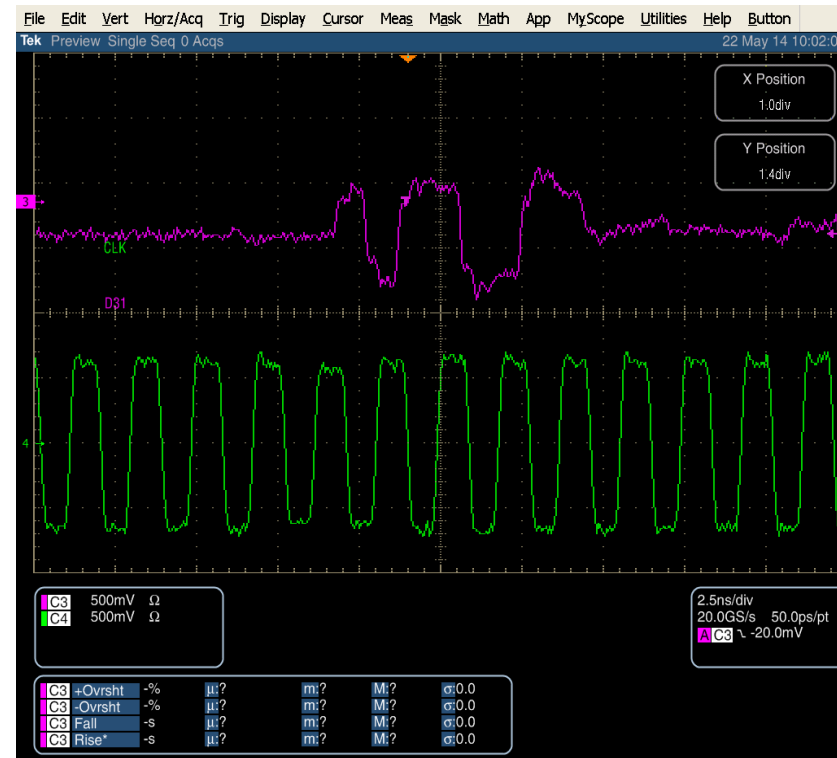 File Edit Vert Horz/Acq Trig Display Cursor Meas Mask Math App MyScope Utilities Help Button
Tek Preview Single Seq 0 Acqs 22 May 14 10:02:0
X Position
1.0div
Y Position
1.4div
3
CLK
D31
4
C3 500mV Ω
C4 500mV Ω
2.5ns/div
20.0GS/s 50.0ps/pt
A C3 -20.0mV
C3 +Ovrsht -% μ:? m:? M:? σ:0.0
C3 -Ovrsht -% μ:? m:? M:? σ:0.0
C3 Fall -s μ:? m:? M:? σ:0.0
C3 Rise* -s μ:? m:? M:? σ:0.0